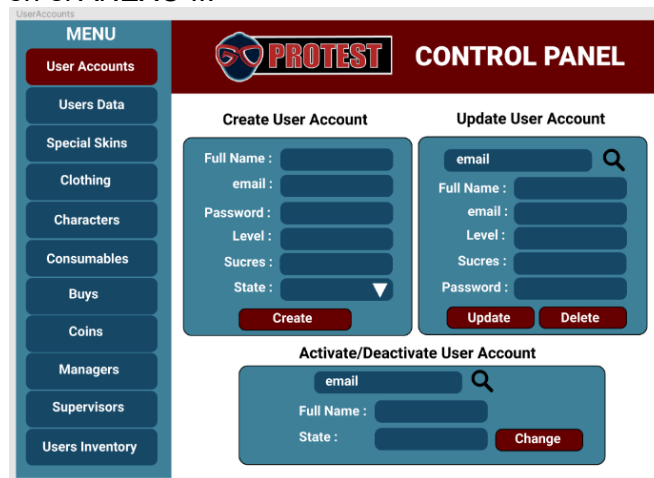 UserAccounts
MENU
User Accounts
Users Data
Special Skins
Clothing
Characters
Consumables
Buys
Coins
Managers
Supervisors
Users Inventory
GO PROTEST
CONTROL PANEL
Create User Account
Full Name :
email :
Password :
Level :
Sucres :
State :
Create
Update User Account
email
Full Name :
email :
Level :
Sucres :
Password :
Update Delete
Activate/Deactivate User Account
email
Full Name :
State :
Change